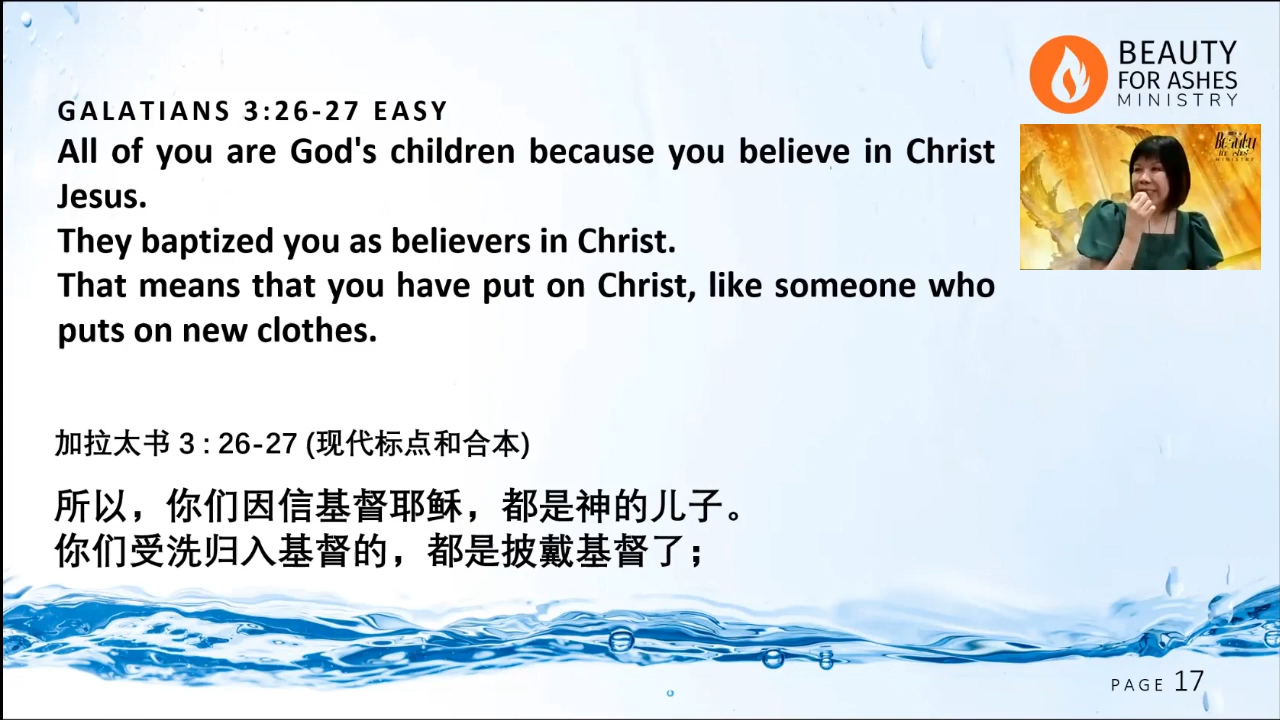 BEAUTY
FOR ASHES
MINISTRY
GALATIANS 3:26-27 EASY
All of you are God's children because you believe in Christ
Jesus.
They baptized you as believers in Christ.
That means that you have put on Christ, like someone who
puts on new clothes.
加拉太书 3 : 26-27 (现代标点和合本)
所以，你们因信基督耶稣，都是神的儿子。
你们受洗归入基督的，都是披戴基督了；
PAGE 17